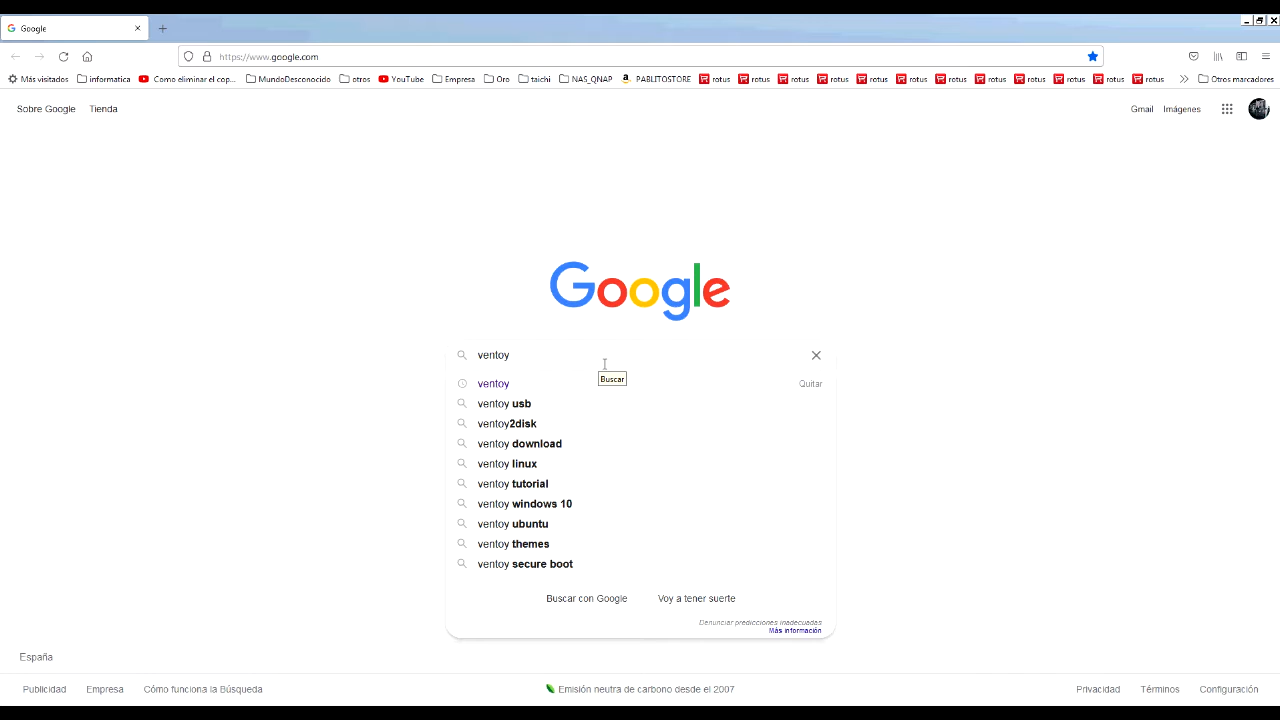 Google
https://www.google.com
Más visitados informatica Como eliminar el cop... MundoDesconocido otros YouTube Empresa Oro taichi NAS_QNAP PABLITOSTORE rotus rotus rotus rotus rotus rotus rotus rotus rotus rotus rotus rotus Otros marcadores
Sobre Google Tienda Gmail Imágenes
Google
ventoy
Buscar
ventoy Quitar
ventoy usb
ventoy2disk
ventoy download
ventoy linux
ventoy tutorial
ventoy windows 10
ventoy ubuntu
ventoy themes
ventoy secure boot
Buscar con Google Voy a tener suerte
Denunciar predicciones inadecuadas
Más información
España
Publicidad Empresa Cómo funciona la Búsqueda Emisión neutra de carbono desde el 2007 Privacidad Términos Configuración